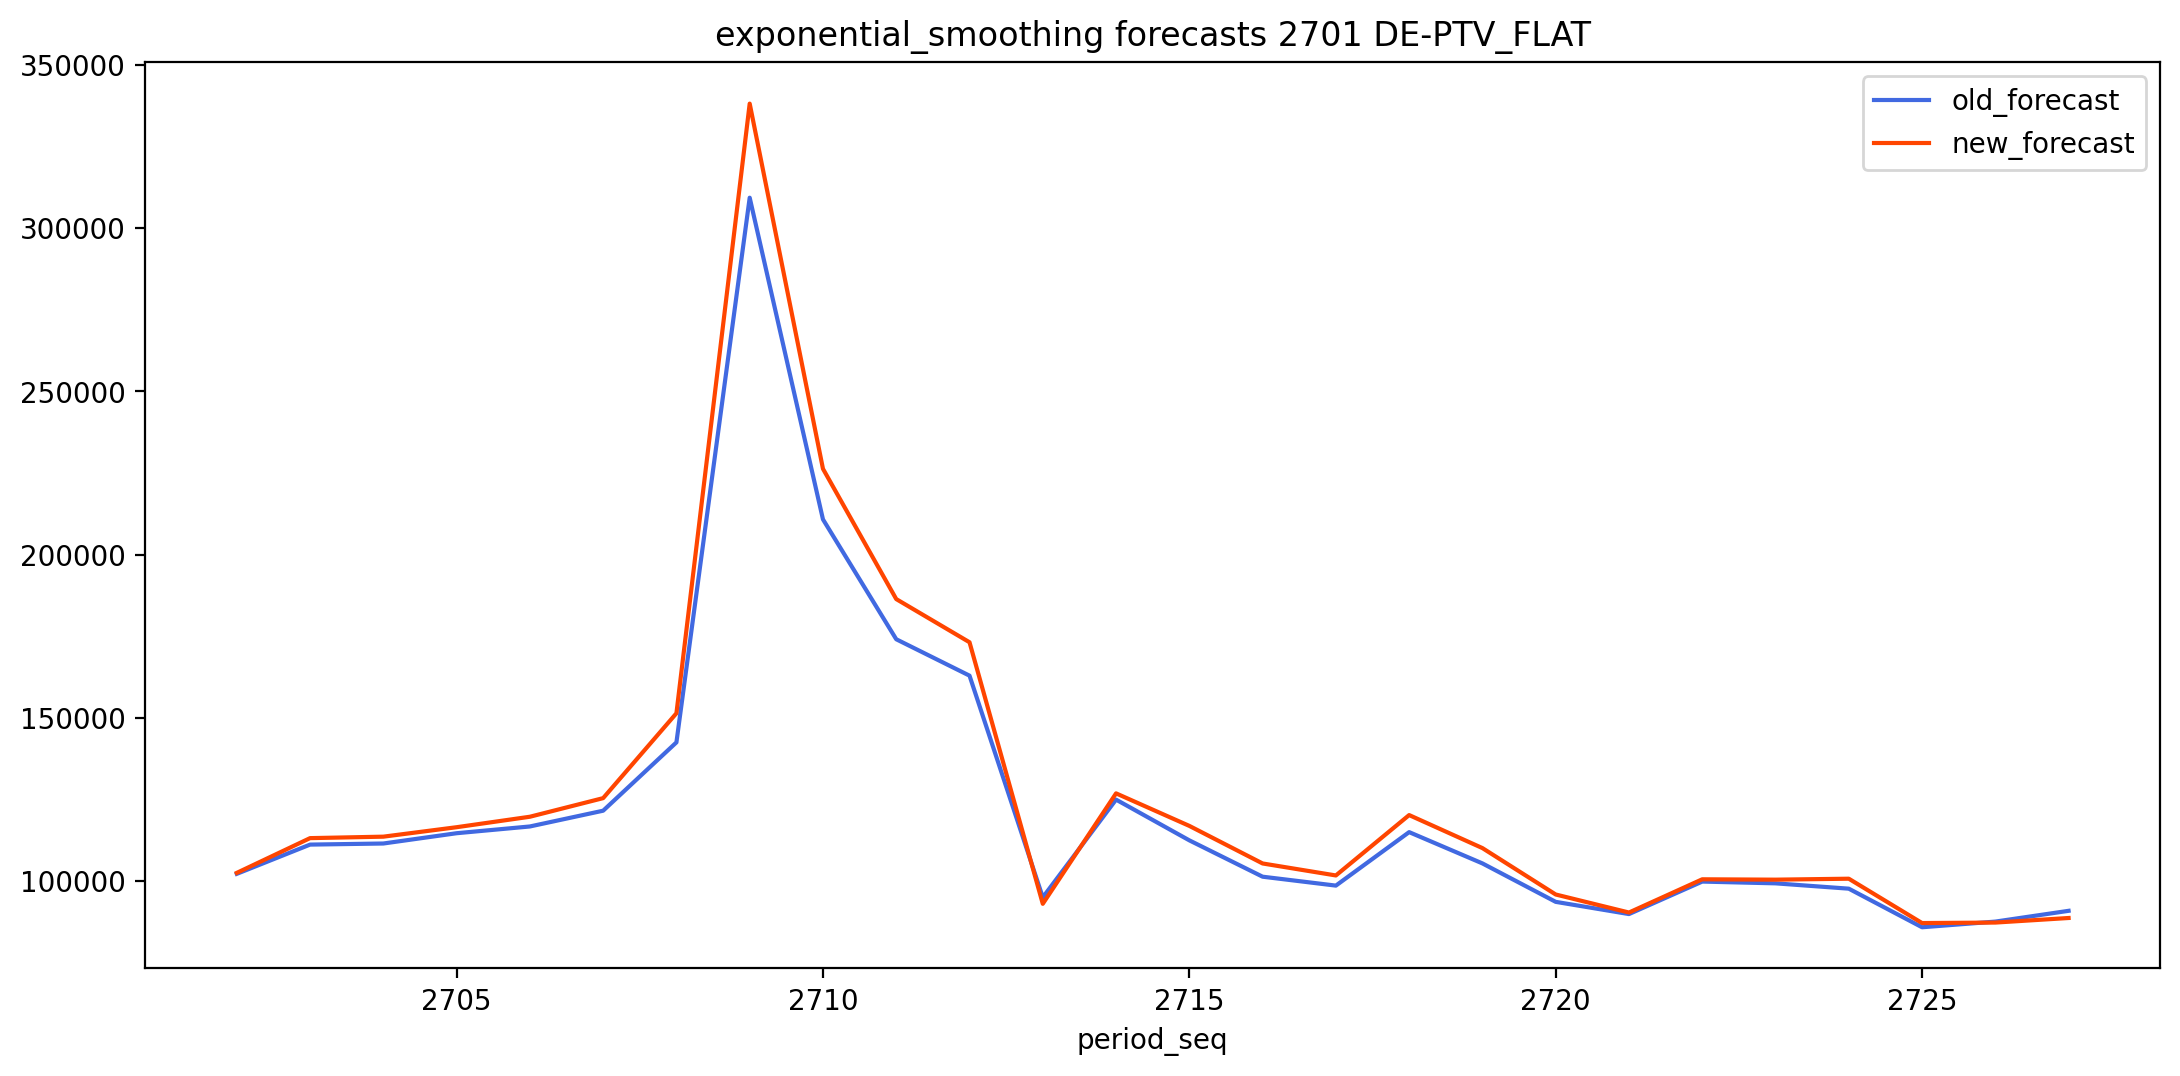 exponential_smoothing forecasts 2701 DE-PTV_FLAT
350000
300000
250000
200000
150000
100000
old_forecast
new_forecast
2705 2710 2715 2720 2725
period_seq